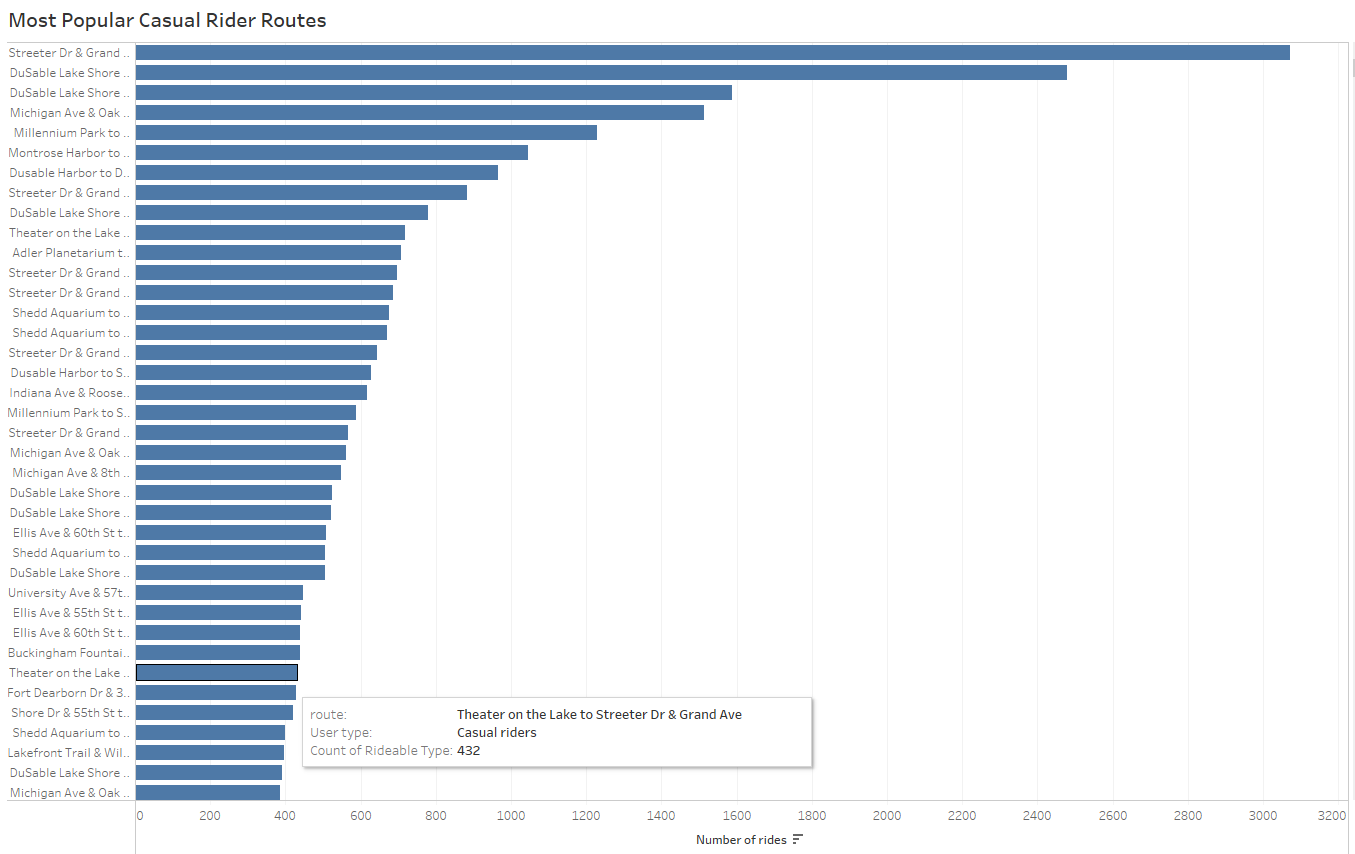 Most Popular Casual Rider Routes
Streeter Dr & Grand ..
DuSable Lake Shore ..
DuSable Lake Shore ..
Michigan Ave & Oak ..
Millennium Park to ..
Montrose Harbor to ..
Dusable Harbor to D..
Streeter Dr & Grand ..
DuSable Lake Shore ..
Theater on the Lake ..
Adler Planetarium t..
Streeter Dr & Grand ..
Streeter Dr & Grand ..
Shedd Aquarium to ..
Shedd Aquarium to ..
Streeter Dr & Grand ..
Dusable Harbor to S..
Indiana Ave & Roose..
Millennium Park to S..
Streeter Dr & Grand ..
Michigan Ave & Oak ..
Michigan Ave & 8th ..
DuSable Lake Shore ..
DuSable Lake Shore ..
Ellis Ave & 60th St t..
Shedd Aquarium to ..
DuSable Lake Shore ..
University Ave & 57t..
Ellis Ave & 55th St t..
Ellis Ave & 60th St t..
Buckingham Fountai..
Theater on the Lake ..
Fort Dearborn Dr & 3..
Shore Dr & 55th St t..
Shedd Aquarium to ..
Lakefront Trail & Wil..
DuSable Lake Shore ..
Michigan Ave & Oak ..
route: Theater on the Lake to Streeter Dr & Grand Ave
User type: Casual riders
Count of Rideable Type: 432
0 200 400 600 800 1000 1200 1400 1600 1800 2000 2200 2400 2600 2800 3000 3200
Number of rides